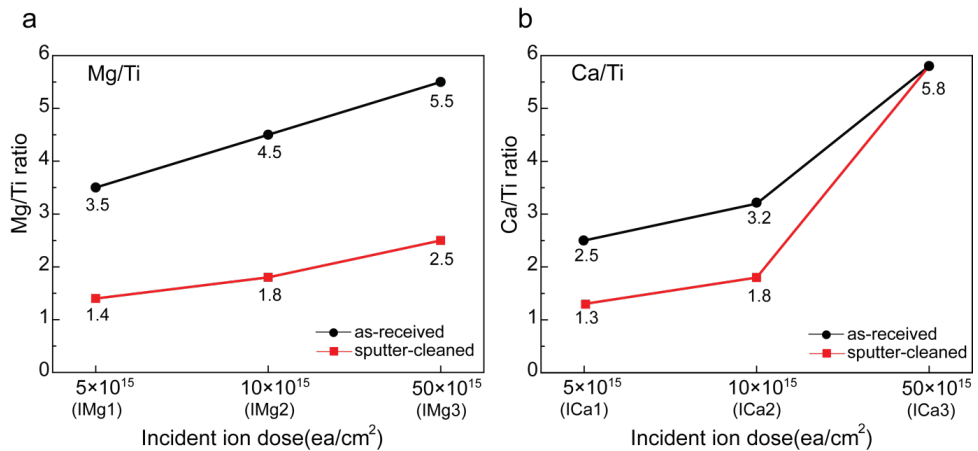 a
Mg/Ti
Mg/Ti ratio
6
5
4
3
2
1
0
3.5
4.5
5.5
1.4
1.8
2.5
as-received
sputter-cleaned
5×10¹⁵
(IMg1)
10×10¹⁵
(IMg2)
50×10¹⁵
(IMg3)
Incident ion dose(ea/cm²)
b
Ca/Ti
Ca/Ti ratio
6
5
4
3
2
1
0
2.5
3.2
5.8
1.3
1.8
as-received
sputter-cleaned
5×10¹⁵
(ICa1)
10×10¹⁵
(ICa2)
50×10¹⁵
(ICa3)
Incident ion dose(ea/cm²)